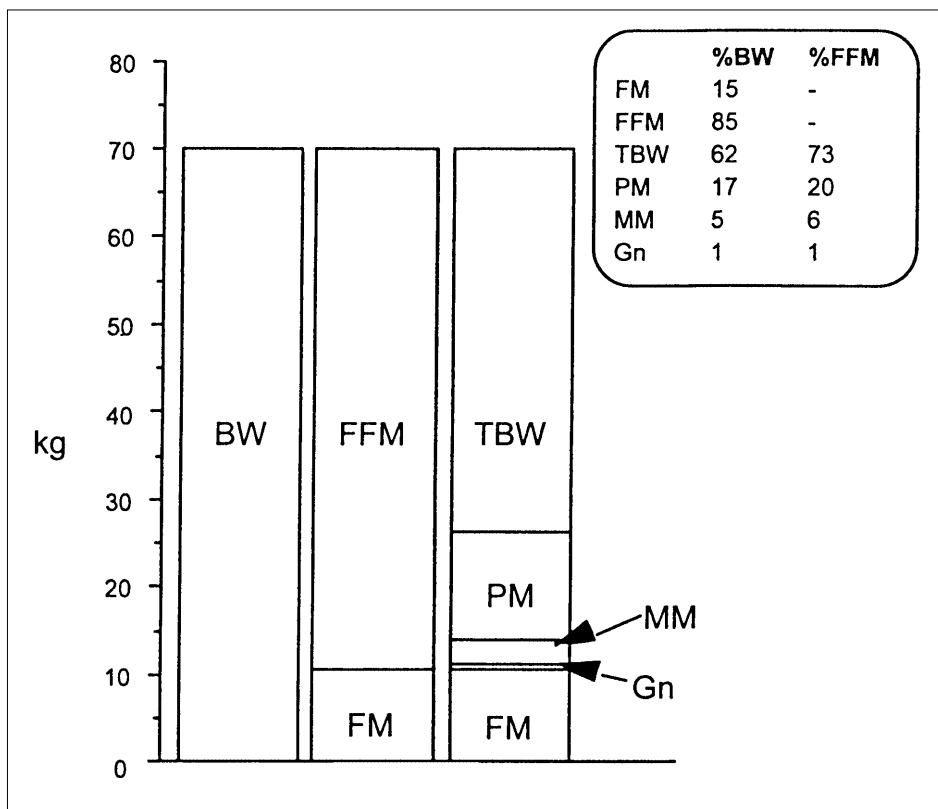 %BW %FFM
FM 15 -
FFM 85 -
TBW 62 73
PM 17 20
MM 5 6
Gn 1 1
80
70
60
50
40
30
20
10
0
kg
BW
FFM
FM
TBW
PM
FM
MM
Gn